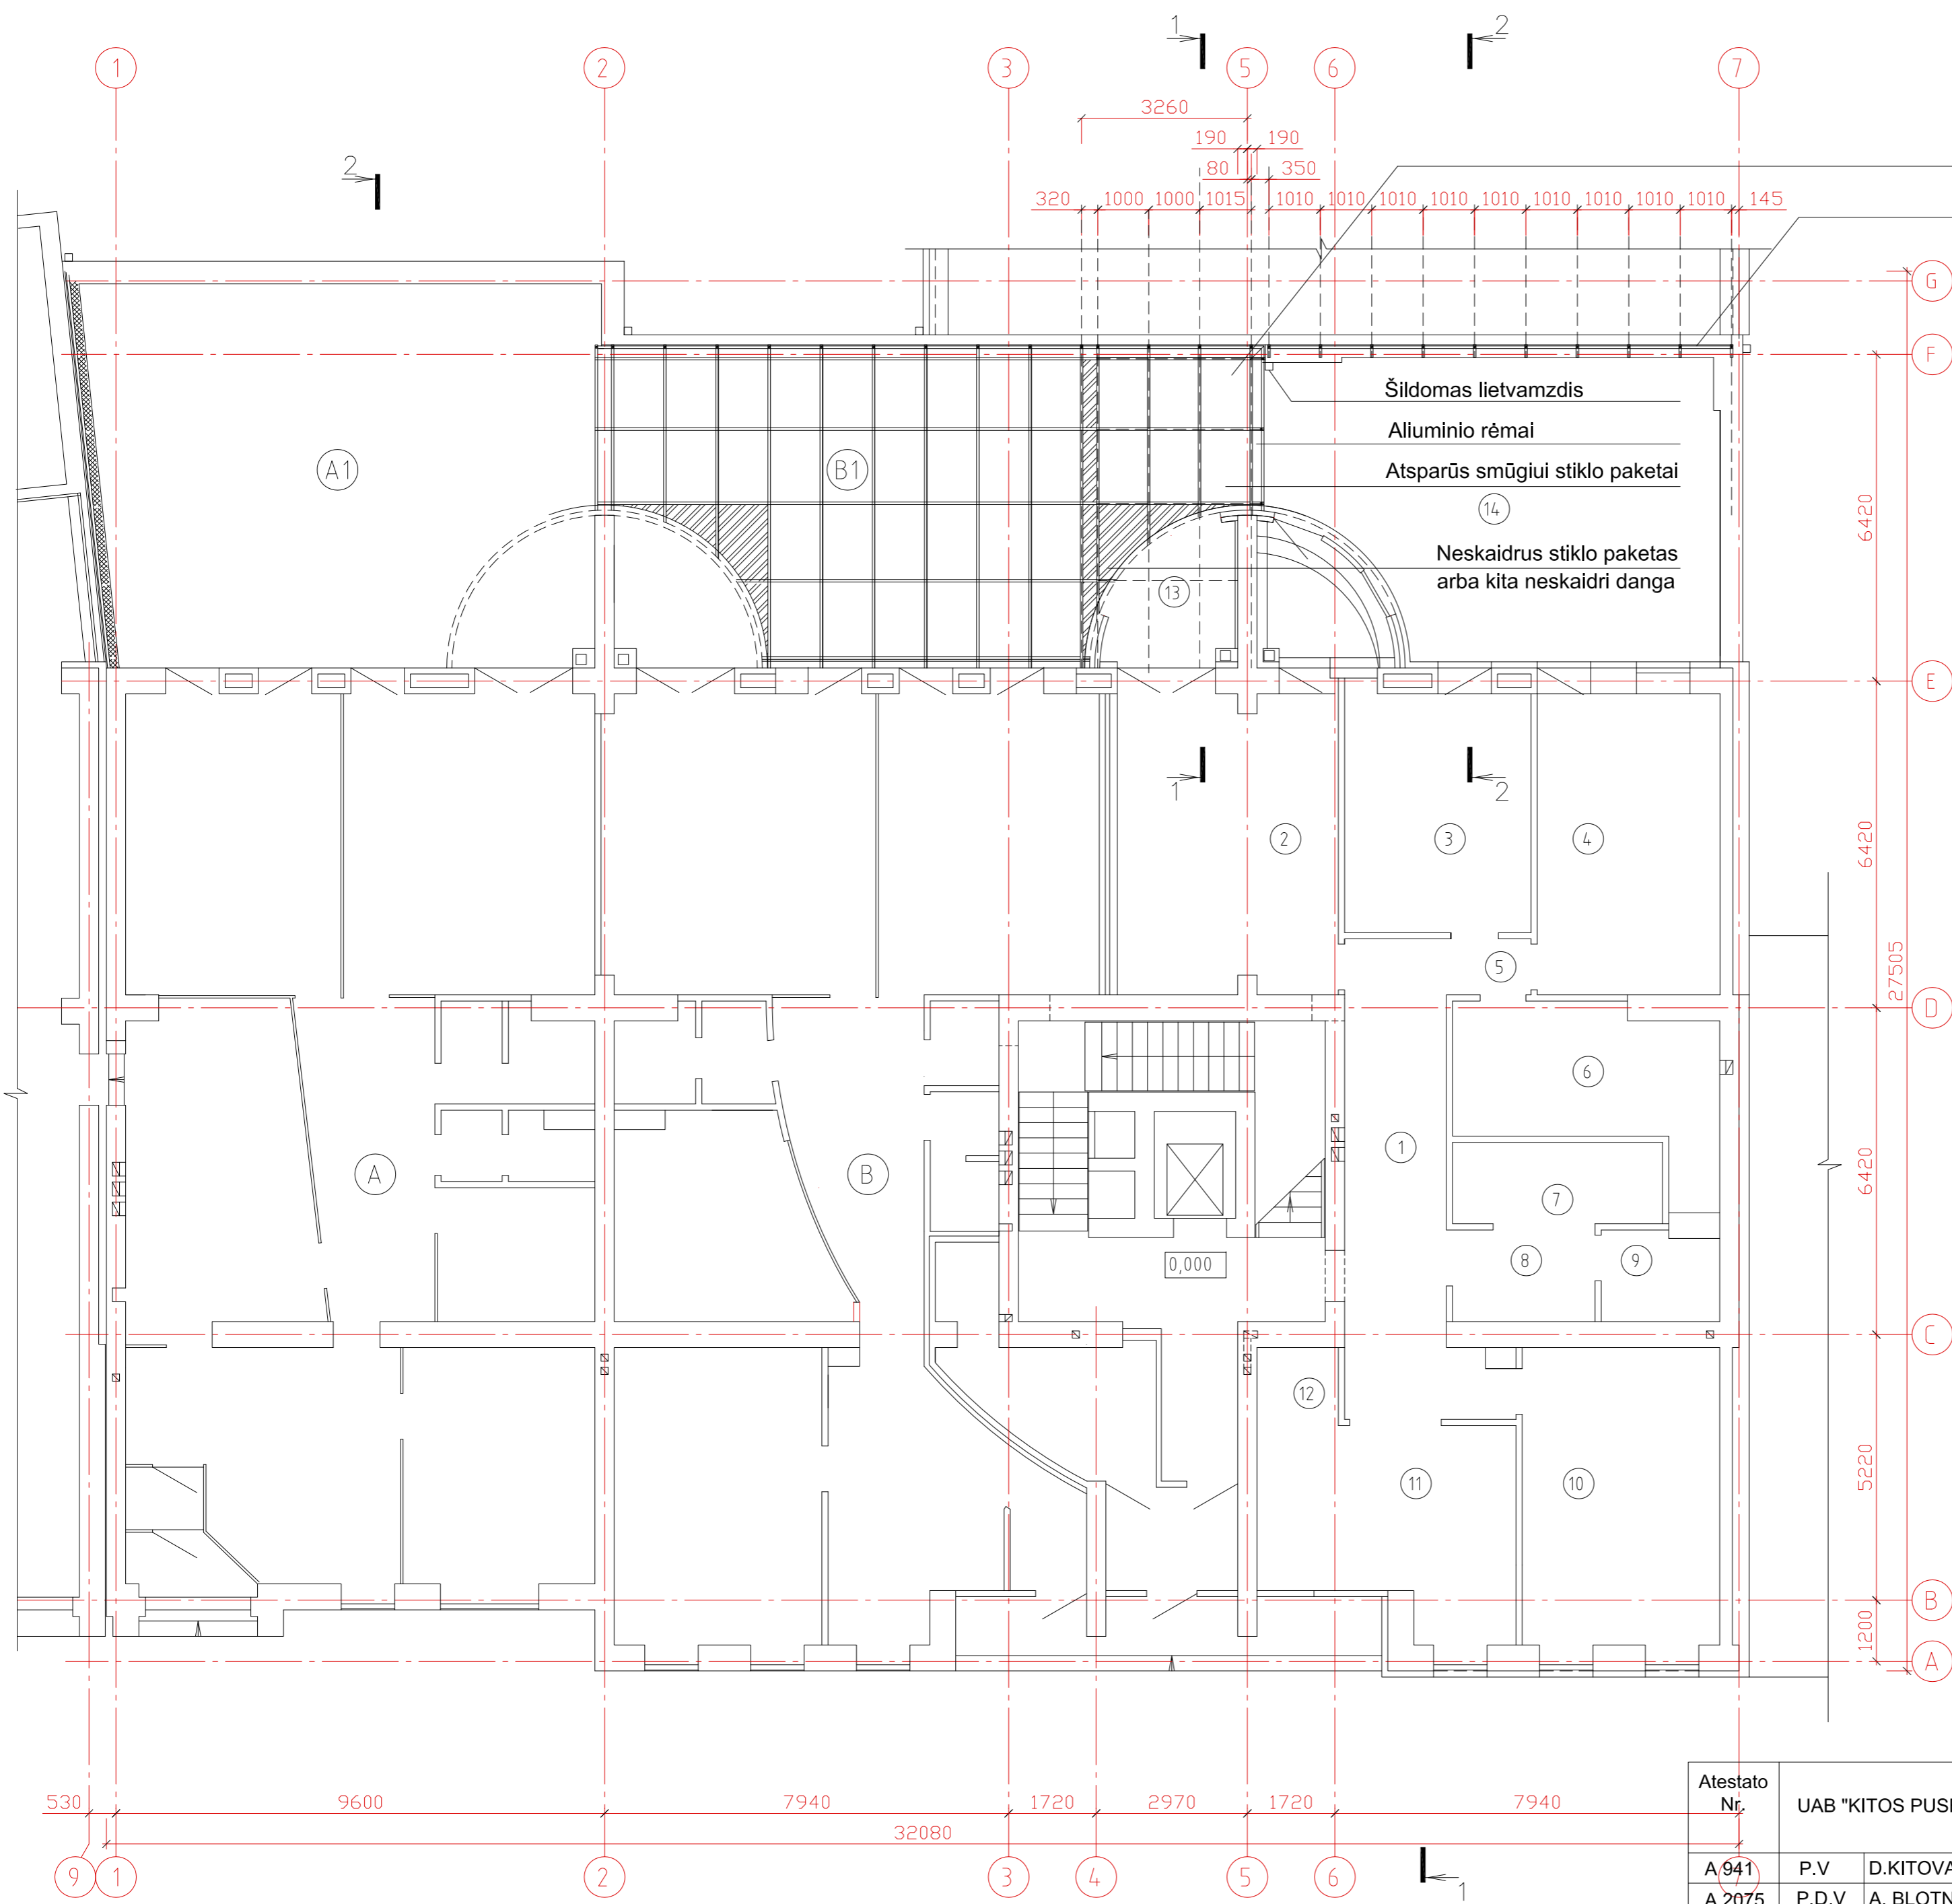 1 2
1 2 3 5 6 7
3260
190 190
2
80 350
320 1000 1000 1015 1010 1010 1010 1010 1010 1010 1010 1010 1010 145
G
F
Šildomas lietvamzdis
Aliuminio rėmai
A1 B1
Atsparūs smūgiui stiklo paketai
14
6420
Neskaidrus stiklo paketas
arba kita neskaidri danga
13
E
1 2
2 3 4
6420
5
27505
D
6
1
A B
6420
7
0,000
8 9
C
12
11 10
5220
B
1200
A
Atestato
Nr.
UAB "KITOS
530 9600 7940 1720 2970 1720 7940
32080
9 1 2 3 4 5 6 7
1
A 941 P.V
A 2075 P.D.V A.